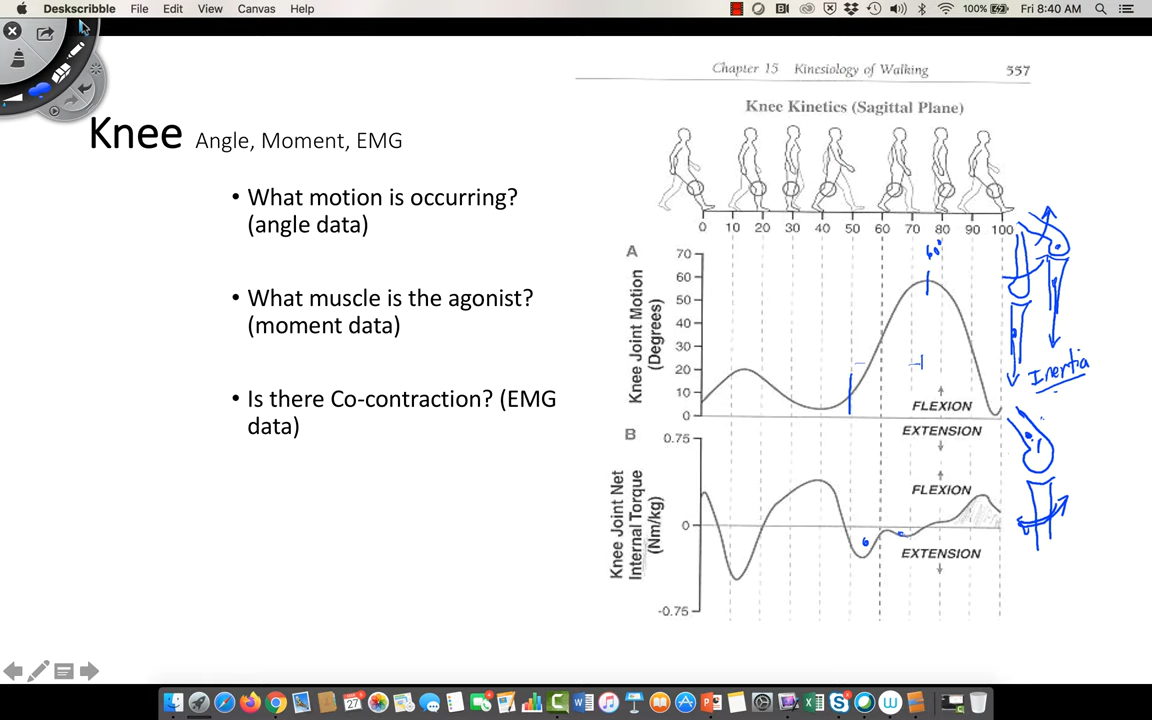 Deskscribble File Edit View Window Canvas Help
100% Fri 8:40 AM
Chapter 15 Kinesiology of Walking 557
Knee Angle, Moment, EMG
• What motion is occurring?
(angle data)
• What muscle is the agonist?
(moment data)
• Is there Co-contraction? (EMG
data)
Knee Kinetics (Sagittal Plane)
0 10 20 30 40 50 60 70 80 90 100
60°
A
Knee Joint Motion
(Degrees)
70
60
50
40
30
20
10
0
FLEXION
EXTENSION
Inertia
B
Knee Joint Net
Internal Torque
(Nm/kg)
0.75
0
-0.75
FLEXION
EXTENSION
27